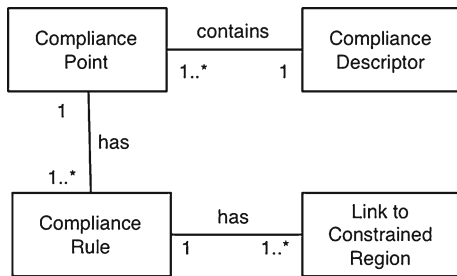 Compliance
Point
contains
1..*
1
Compliance
Descriptor
1
has
1..*
Compliance
Rule
has
1
1..*
Link to
Constrained
Region